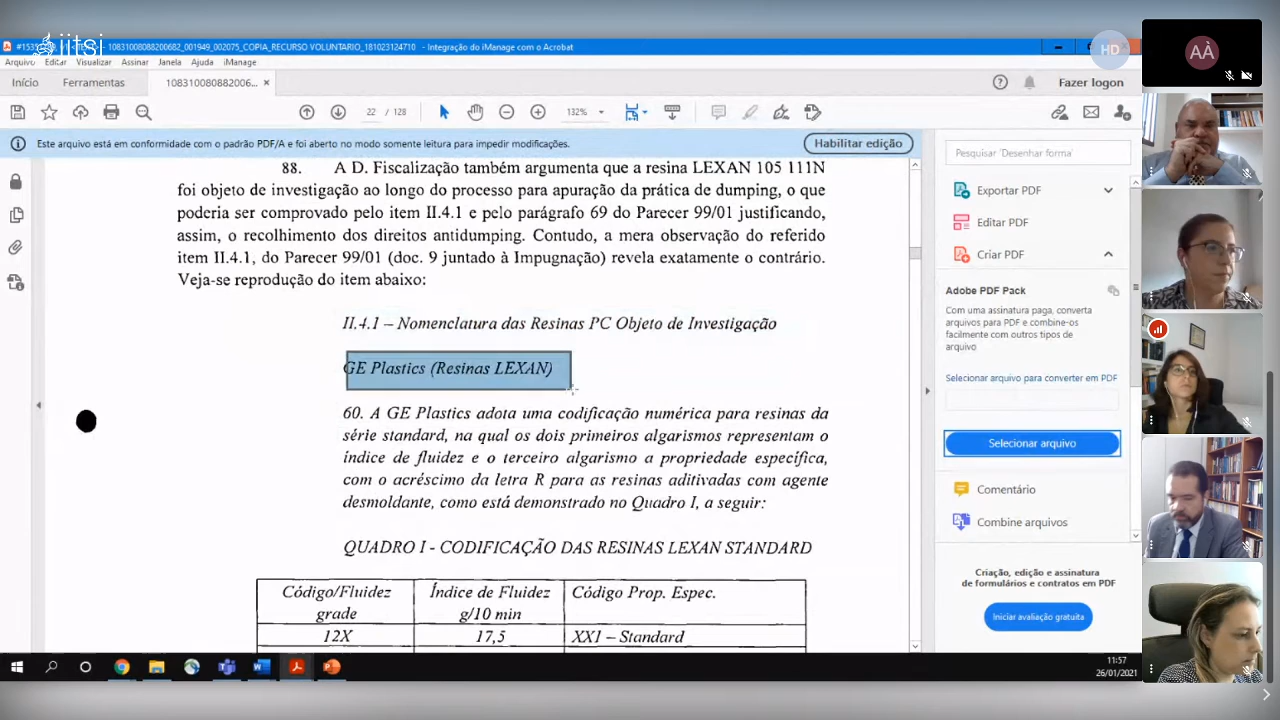 jitsi
#1535 10831008088200682_001949_002075_COPIA_RECURSO VOLUNTARIO_181023124710 - Integração do iManage com o Acrobat
Arquivo Editar Visualizar Assinar Janela Ajuda iManage
Início Ferramentas 108310080882006... ×
Fazer logon
22 / 128
132%
Este arquivo está em conformidade com o padrão PDF/A e foi aberto no modo somente leitura para impedir modificações.
Habilitar edição
88. A D. Fiscalização também argumenta que a resina LEXAN 105 111N
foi objeto de investigação ao longo do processo para apuração da prática de dumping, o que
poderia ser comprovado pelo item II.4.1 e pelo parágrafo 69 do Parecer 99/01 justificando,
assim, o recolhimento dos direitos antidumping. Contudo, a mera observação do referido
item II.4.1, do Parecer 99/01 (doc. 9 juntado à Impugnação) revela exatamente o contrário.
Veja-se reprodução do item abaixo:
II.4.1 – Nomenclatura das Resinas PC Objeto de Investigação
GE Plastics (Resinas LEXAN)
60. A GE Plastics adota uma codificação numérica para resinas da
série standard, na qual os dois primeiros algarismos representam o
índice de fluidez e o terceiro algarismo a propriedade específica,
com o acréscimo da letra R para as resinas aditivadas com agente
desmoldante, como está demonstrado no Quadro I, a seguir:
QUADRO I - CODIFICAÇÃO DAS RESINAS LEXAN STANDARD
Código/Fluidez Índice de Fluidez Código Prop. Espec.
grade g/10 min
12X 17,5 XX1 – Standard
Pesquisar 'Desenhar forma'
Exportar PDF
Editar PDF
Criar PDF
Adobe PDF Pack
Com uma assinatura paga, converta
arquivos para PDF e combine-os
facilmente com outros tipos de
arquivo.
Selecionar arquivo para converter em PDF
Selecionar arquivo
Comentário
Combine arquivos
Criação, edição e assinatura
de formulários e contratos em PDF
Iniciar avaliação gratuita
11:57
26/01/2021
HD
AÀ